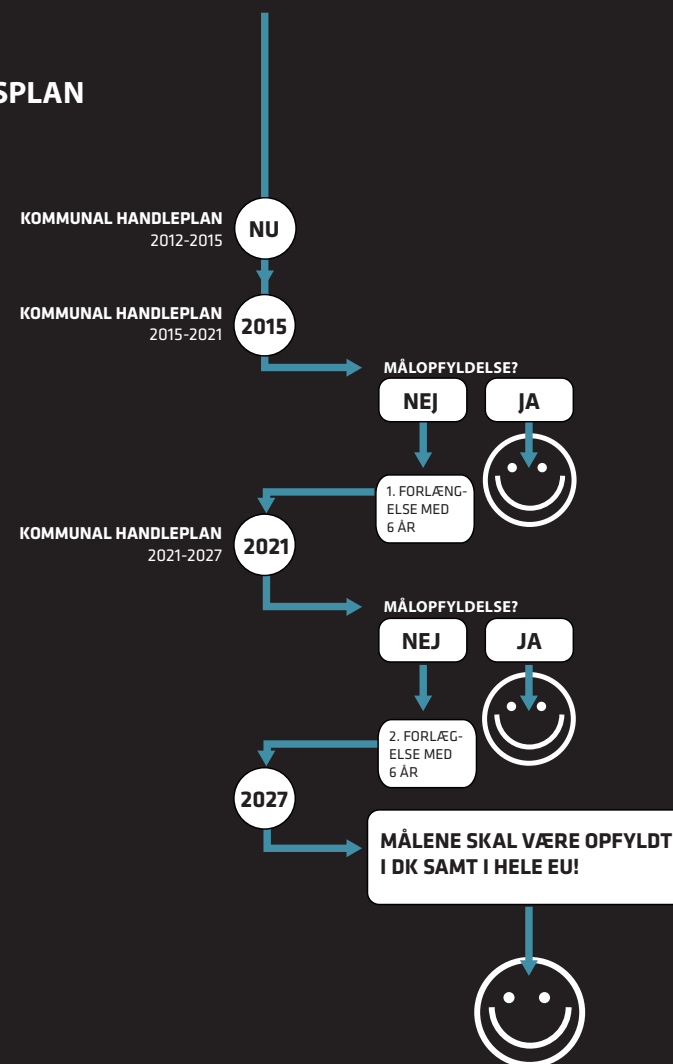 SPLAN
KOMMUNAL HANDLEPLAN
2012-2015
NU
KOMMUNAL HANDLEPLAN
2015-2021
2015
MÅLOPFYLDELSE?
NEJ
JA
1. FORLÆNG-
ELSE MED
6 ÅR
KOMMUNAL HANDLEPLAN
2021-2027
2021
MÅLOPFYLDELSE?
NEJ
JA
2. FORLÆG-
ELSE MED
6 ÅR
2027
MÅLENE SKAL VÆRE OPFYLDT
I DK SAMT I HELE EU!